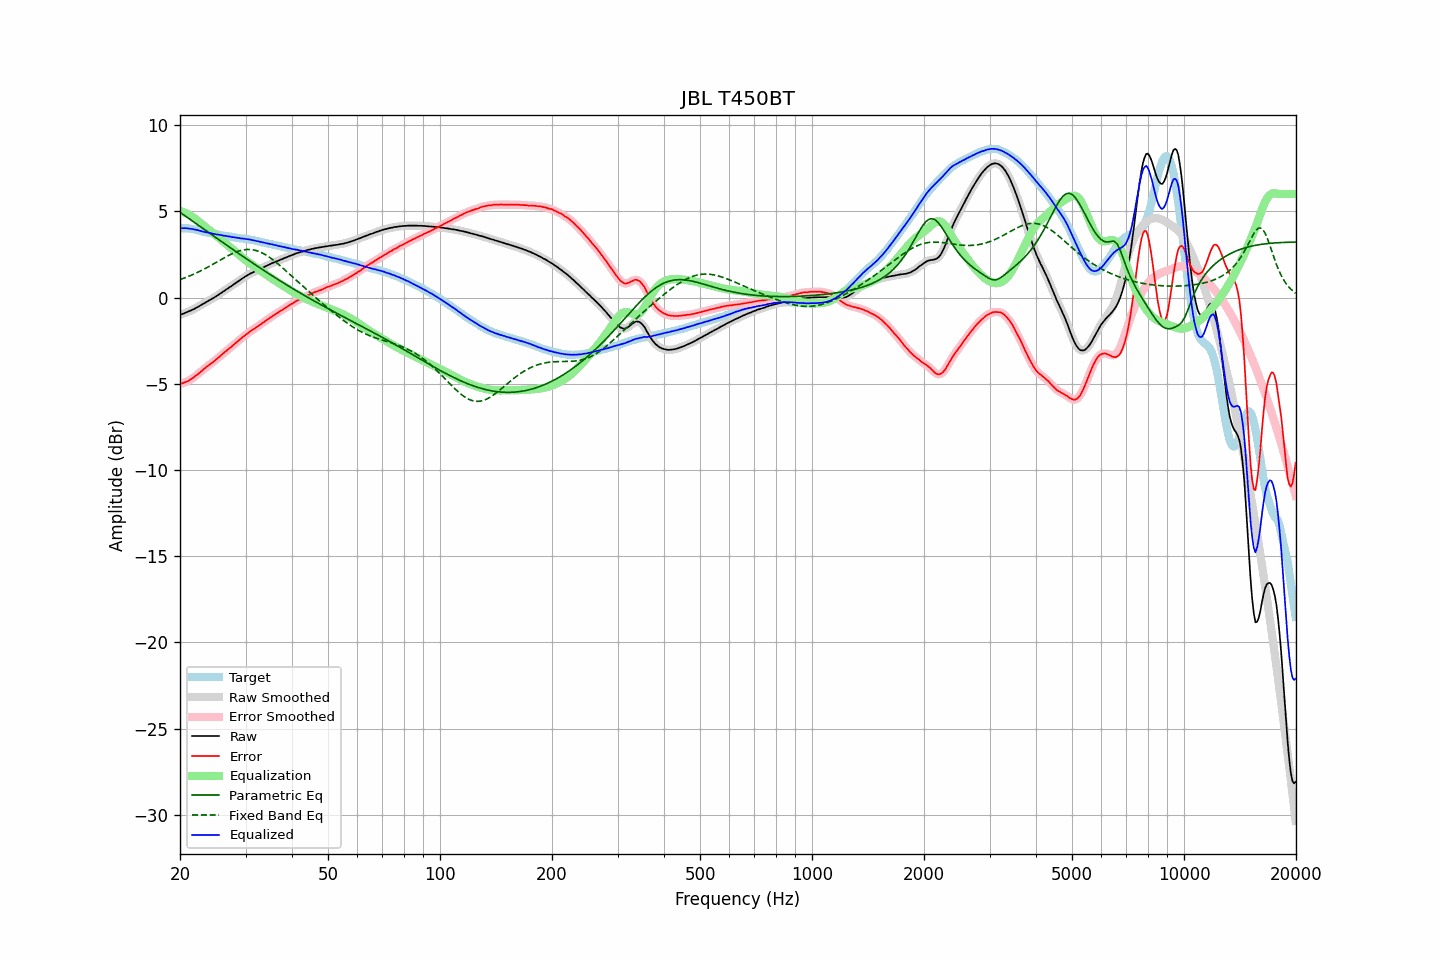 JBL T450BT
10
5
0
−5
−10
−15
−20
−25
−30
Amplitude (dBr)
Target
Raw Smoothed
Error Smoothed
Raw
Error
Equalization
Parametric Eq
Fixed Band Eq
Equalized
20 50 100 200 500 1000 2000 5000 10000 20000
Frequency (Hz)